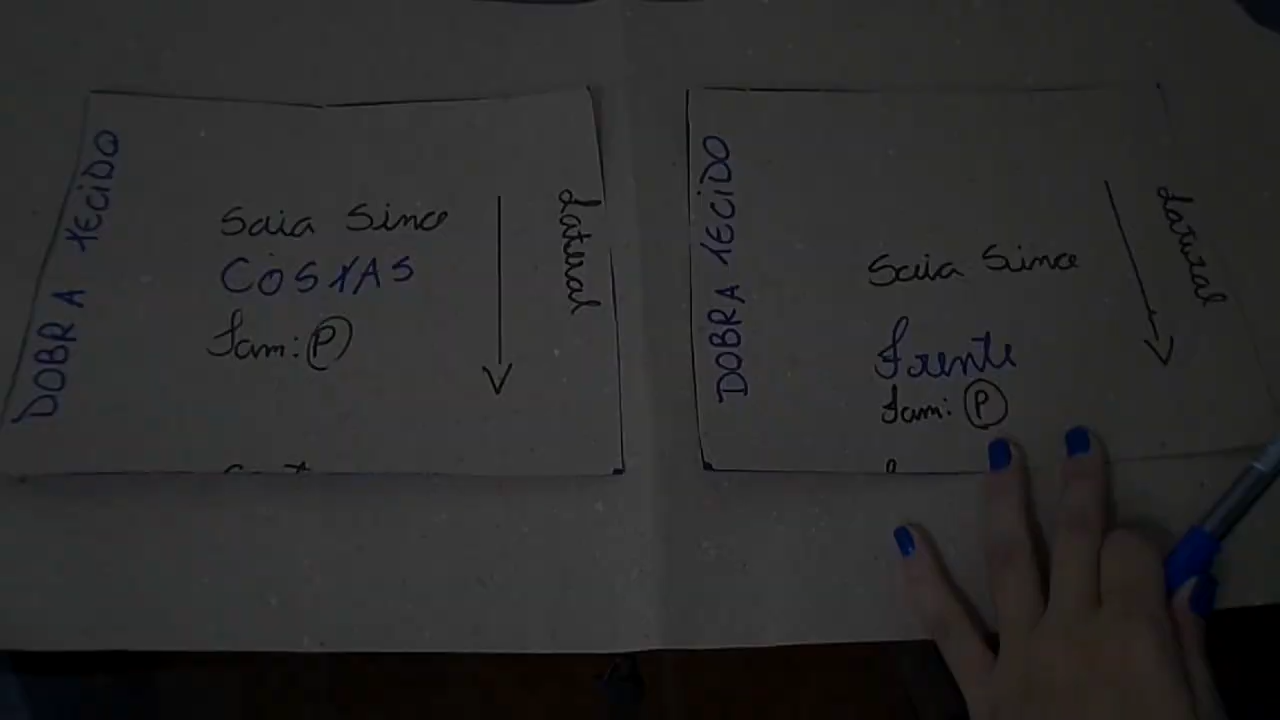 DOBRA TECIDO
Saia Sino
COSTAS
Tam: P
Lateral
DOBRA TECIDO
Saia Sino
Frente
Tam: P
Lateral